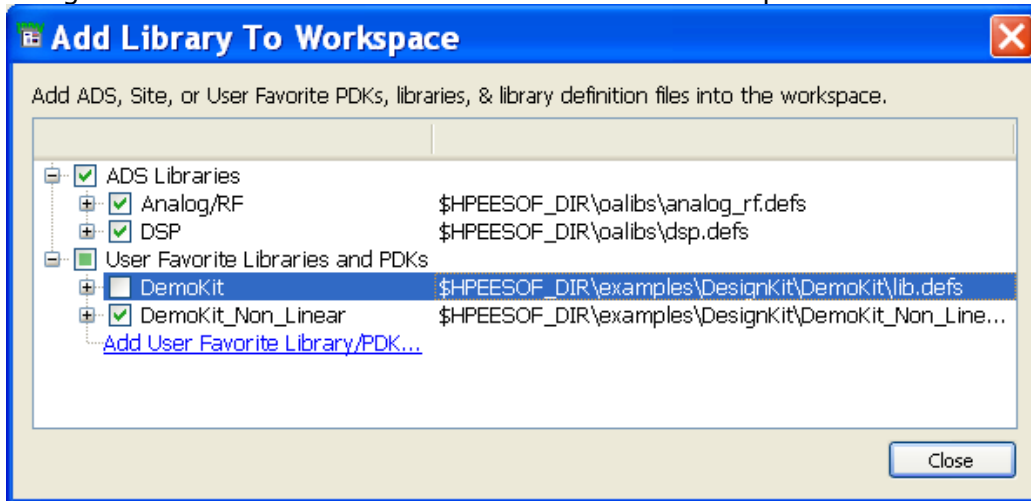 Add Library To Workspace
Add ADS, Site, or User Favorite PDKs, libraries, & library definition files into the workspace.
ADS Libraries
Analog/RF $HPEESOF_DIR\oalibs\analog_rf.defs
DSP $HPEESOF_DIR\oalibs\dsp.defs
User Favorite Libraries and PDKs
DemoKit $HPEESOF_DIR\examples\DesignKit\DemoKit\lib.defs
DemoKit_Non_Linear $HPEESOF_DIR\examples\DesignKit\DemoKit_Non_Line...
Add User Favorite Library/PDK...
Close